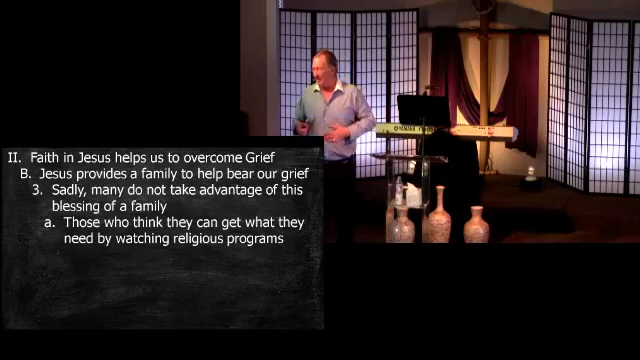 II. Faith in Jesus helps us to overcome Grief
B. Jesus provides a family to help bear our grief
3. Sadly, many do not take advantage of this
blessing of a family
a. Those who think they can get what they
need by watching religious programs
YAMAHA